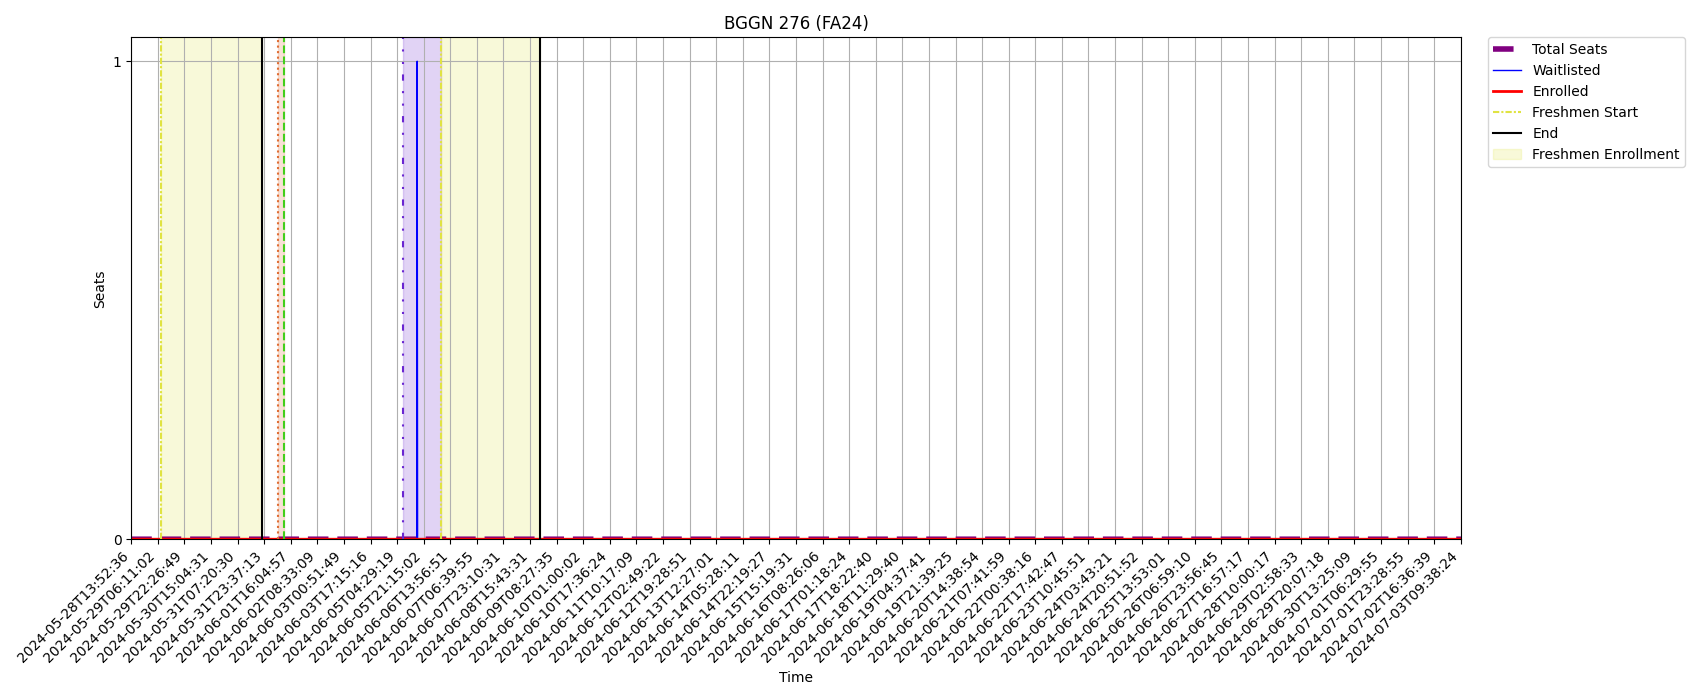 BGGN 276 (FA24)
Total Seats
Waitlisted
Enrolled
Freshmen Start
End
Freshmen Enrollment
Seats
1
0
2024-05-28T13:52:36
2024-05-29T06:11:02
2024-05-29T22:26:49
2024-05-30T15:04:31
2024-05-31T07:20:30
2024-05-31T23:37:13
2024-06-01T16:04:57
2024-06-02T08:33:09
2024-06-03T00:51:49
2024-06-03T17:15:16
2024-06-05T04:29:19
2024-06-05T21:15:02
2024-06-06T13:56:51
2024-06-07T06:39:55
2024-06-07T23:10:31
2024-06-08T15:43:31
2024-06-09T08:27:35
2024-06-10T01:00:02
2024-06-10T17:36:24
2024-06-11T10:17:09
2024-06-12T02:49:22
2024-06-12T19:28:51
2024-06-13T12:27:01
2024-06-14T05:28:11
2024-06-14T22:19:27
2024-06-15T15:19:31
2024-06-16T08:26:06
2024-06-17T01:18:24
2024-06-17T18:22:40
2024-06-18T11:29:40
2024-06-19T04:37:41
2024-06-19T21:39:25
2024-06-20T14:38:54
2024-06-21T07:41:59
2024-06-22T00:38:16
2024-06-22T17:42:47
2024-06-23T10:45:51
2024-06-24T03:43:21
2024-06-24T20:51:52
2024-06-25T13:53:01
2024-06-26T06:59:10
2024-06-26T23:56:45
2024-06-27T16:57:17
2024-06-28T10:00:17
2024-06-29T02:58:33
2024-06-29T20:07:18
2024-06-30T13:25:09
2024-07-01T06:29:55
2024-07-01T23:28:55
2024-07-02T16:36:39
2024-07-03T09:38:24
Time